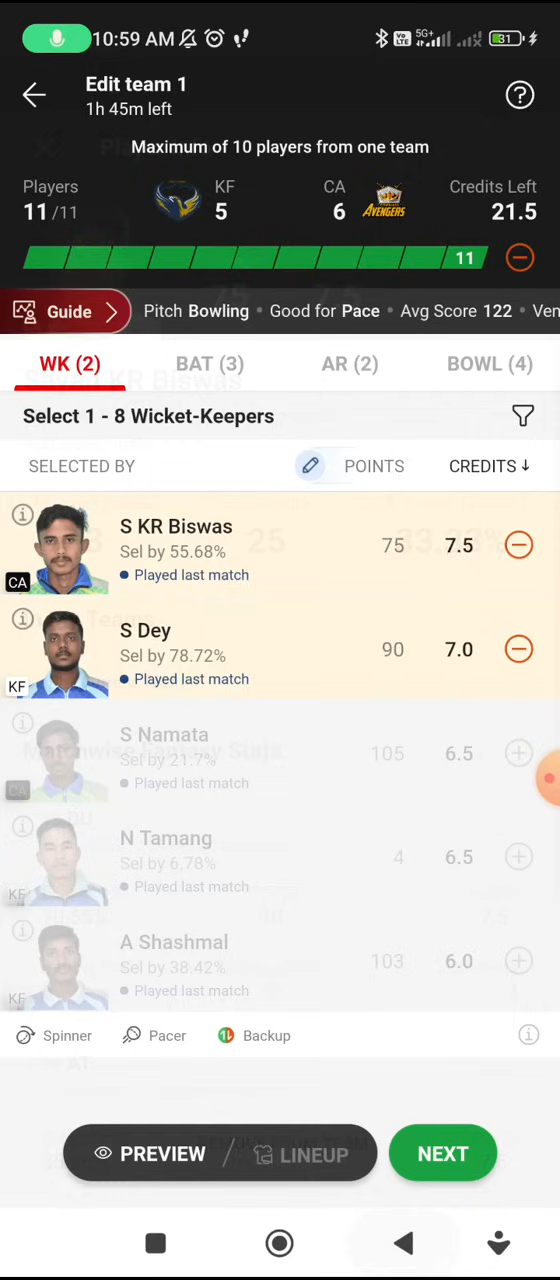 10:59 AM
Vo LTE 5G+ 31
Edit team 1
1h 45m left
Maximum of 10 players from one team
Players KF CA Credits Left
11/11 5 6 AVENGERS 21.5
11
Guide Pitch Bowling • Good for Pace • Avg Score 122 • Ven
WK (2) BAT (3) AR (2) BOWL (4)
Select 1 - 8 Wicket-Keepers
SELECTED BY POINTS CREDITS ↓
S KR Biswas
Sel by 55.68% 75 7.5
Played last match
CA
S Dey
Sel by 78.72% 90 7.0
Played last match
KF
S Namata
Sel by 21.7% 105 6.5
Played last match
CA
N Tamang
Sel by 6.78% 4 6.5
Played last match
KF
A Shashmal
Sel by 38.42% 103 6.0
Played last match
KF
Spinner Pacer Backup
PREVIEW / LINEUP NEXT